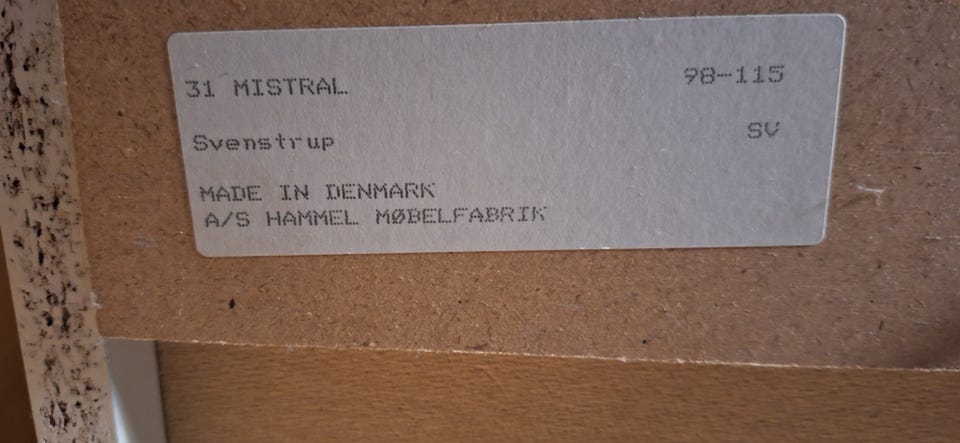 31 MISTRAL 98-115
Svenstrup SV
MADE IN DENMARK
A/S HAMMEL MØBELFABRIK